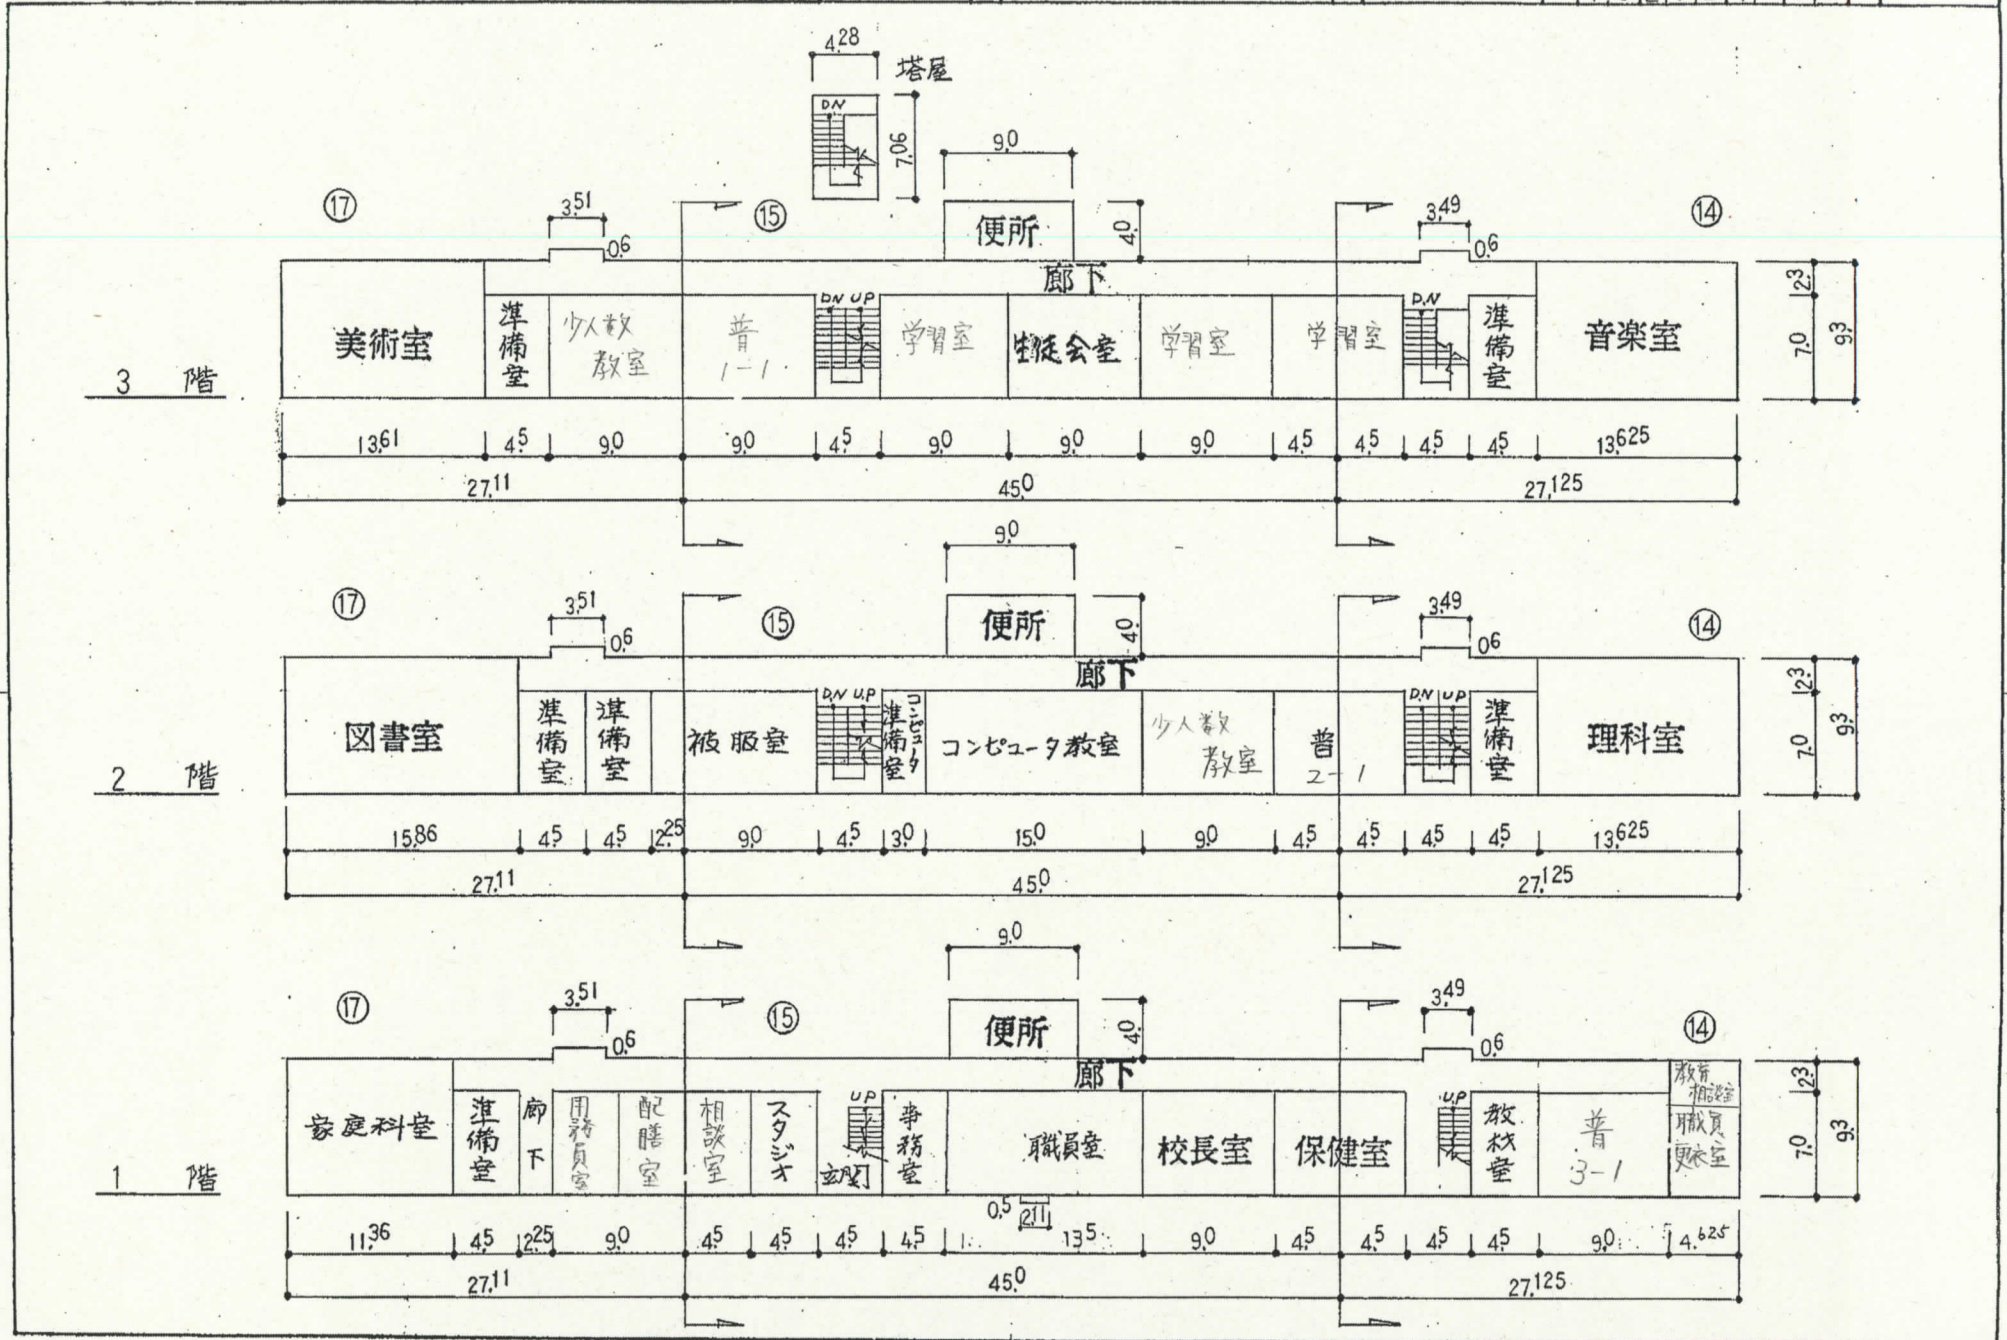 4.28
塔屋
DN
7.06
9.0
⑰
3.51
0.6
⑮
便所
4.0
3.49
0.6
⑭
廊下
美術室
準備室
少人数教室
普
1-1
DN UP
学習室
生徒会室
学習室
学習室
DN
準備室
音楽室
2.3
7.0
9.3
3 階
13.61
4.5
9.0
9.0
4.5
9.0
9.0
9.0
4.5
4.5
4.5
4.5
13.625
27.11
45.0
27.125
9.0
⑰
3.51
0.6
⑮
便所
4.0
3.49
0.6
⑭
廊下
図書室
準備室
準備室
被服室
DN UP
コンピュータ準備室
コンピュータ教室
少人数教室
普
2-1
DN UP
準備室
理科室
2.3
7.0
9.3
2 階
15.86
4.5
4.5
2.25
9.0
4.5
3.0
15.0
9.0
4.5
4.5
4.5
4.5
13.625
27.11
45.0
27.125
9.0
⑰
3.51
0.6
⑮
便所
4.0
3.49
0.6
⑭
廊下
家庭科室
準備室
廊下
用務員室
配膳室
相談室
スタジオ
UP
玄関
事務室
職員室
校長室
保健室
UP
教材室
普
3-1
教育相談室
職員更衣室
2.3
7.0
9.3
1 階
0.5
2.11
11.36
4.5
2.25
9.0
4.5
4.5
4.5
4.5
13.5
9.0
4.5
4.5
4.5
4.5
9.0
4.625
27.11
45.0
27.125